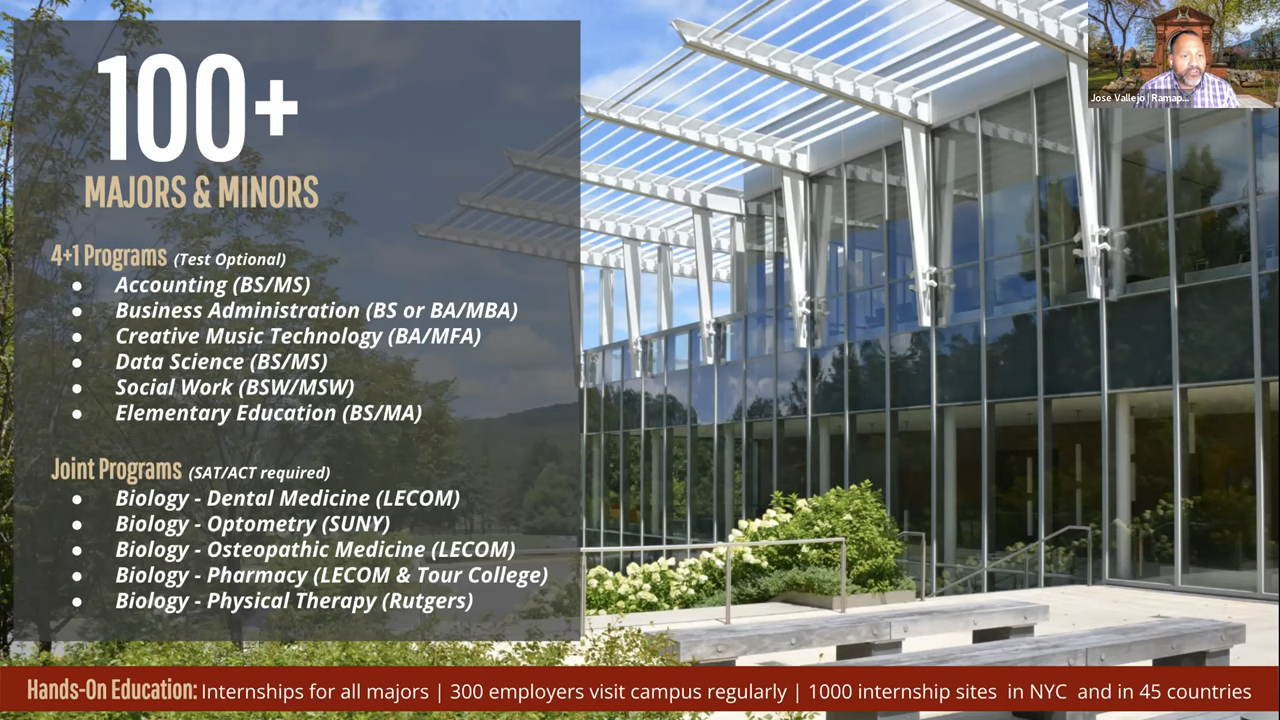 100+
MAJORS & MINORS
4+1 Programs (Test Optional)
● Accounting (BS/MS)
● Business Administration (BS or BA/MBA)
● Creative Music Technology (BA/MFA)
● Data Science (BS/MS)
● Social Work (BSW/MSW)
● Elementary Education (BS/MA)
Joint Programs (SAT/ACT required)
● Biology - Dental Medicine (LECOM)
● Biology - Optometry (SUNY)
● Biology - Osteopathic Medicine (LECOM)
● Biology - Pharmacy (LECOM & Tour College)
● Biology - Physical Therapy (Rutgers)
Hands-On Education: Internships for all majors | 300 employers visit campus regularly | 1000 internship sites in NYC and in 45 countries
Jose Vallejo | Ramap...